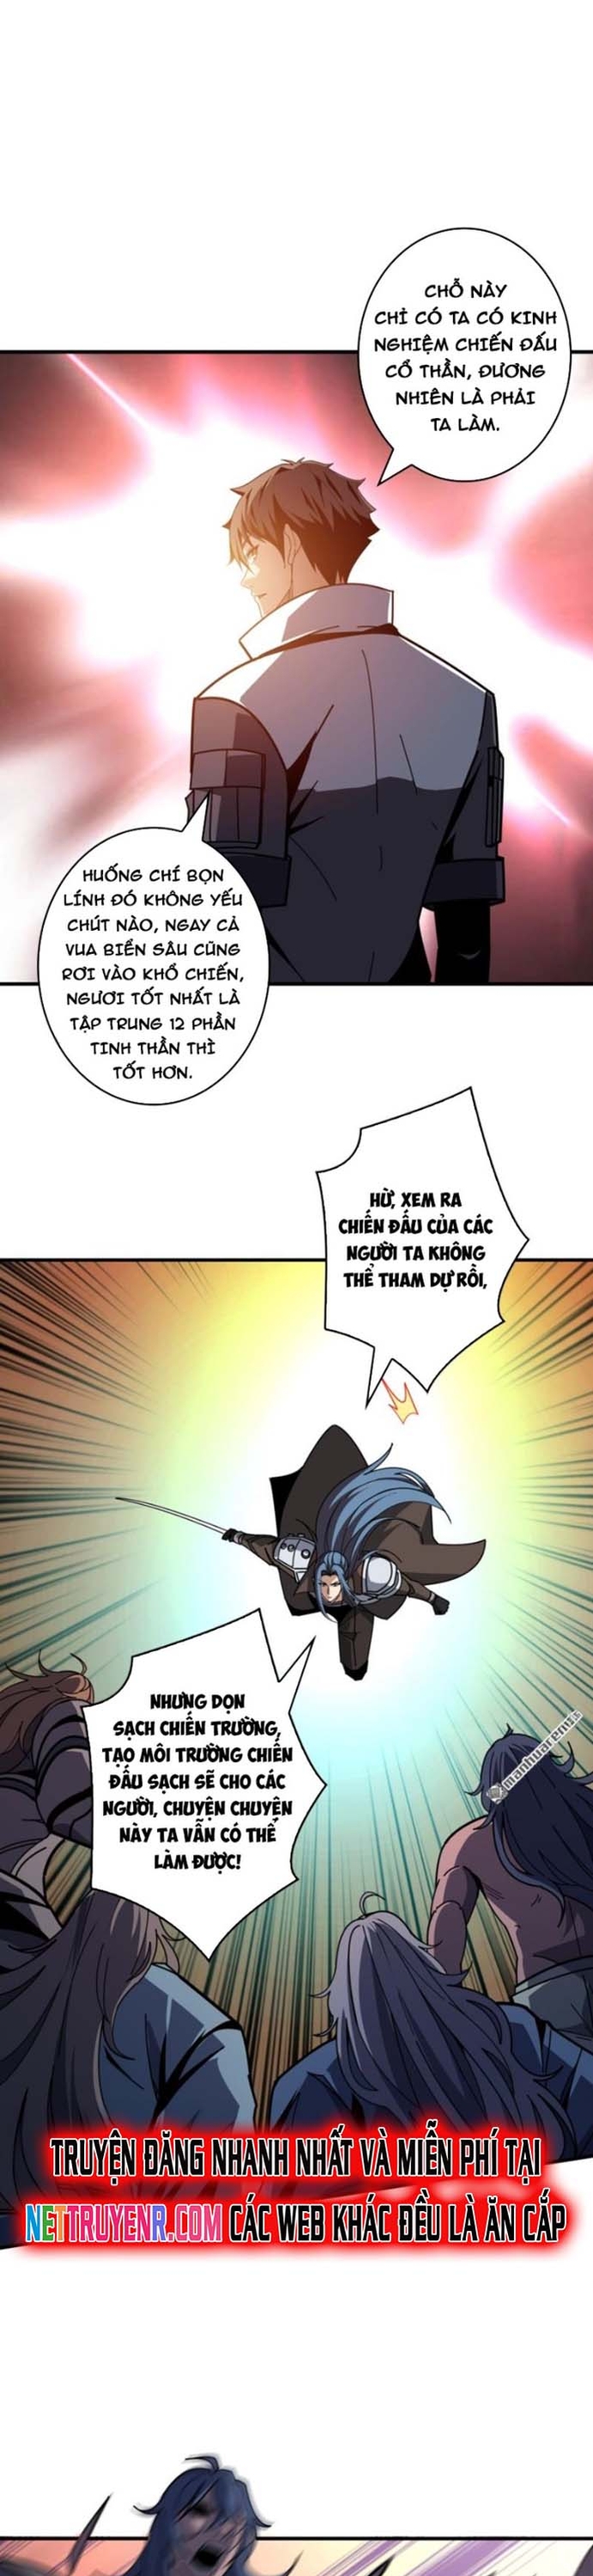 CHỖ NÀY
CHỈ CÓ TA CÓ KINH
NGHIỆM CHIẾN ĐẤU
CỔ THẦN, ĐƯƠNG
NHIÊN LÀ PHẢI
TA LÀM.
HUỐNG CHÍ BỌN
LÍNH ĐÓ KHÔNG YẾU
CHÚT NÀO, NGAY CẢ
VUA BIỂN SÂU CŨNG
RƠI VÀO KHỔ CHIẾN,
NGƯƠI TỐT NHẤT LÀ
TẬP TRUNG 12 PHẦN
TINH THẦN THÌ
TỐT HƠN.
HỪ, XEM RA
CHIẾN ĐẤU CỦA CÁC
NGƯỜI TA KHÔNG
THỂ THAM DỰ RỒI,
NHƯNG DỌN
SẠCH CHIẾN TRƯỜNG,
TẠO MÔI TRƯỜNG CHIẾN
ĐẤU SẠCH SẼ CHO CÁC
NGƯỜI, CHUYỆN CHUYỆN
NÀY TA VẪN CÓ THỂ
LÀM ĐƯỢC!
manhuarenvis
TRUYỆN ĐĂNG NHANH NHẤT VÀ MIỄN PHÍ TẠI
NETTRUYENR.COM CÁC WEB KHÁC ĐỀU LÀ ĂN CẮP